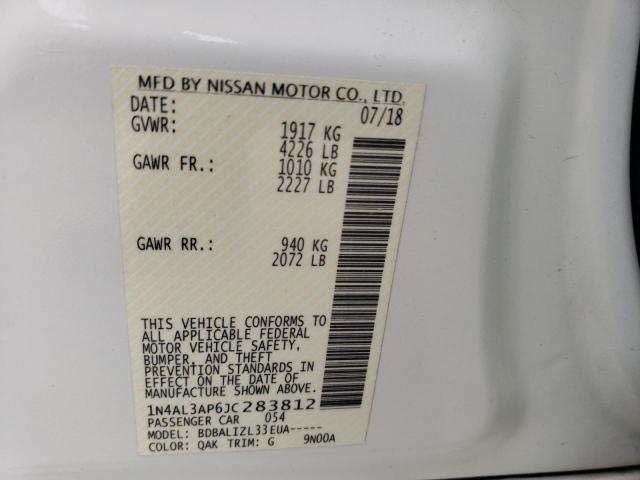 MFD BY NISSAN MOTOR CO., LTD.
DATE: 07/18
GVWR: 1917 KG
4226 LB
GAWR FR.: 1010 KG
2227 LB
GAWR RR.: 940 KG
2072 LB
THIS VEHICLE CONFORMS TO
ALL APPLICABLE FEDERAL
MOTOR VEHICLE SAFETY,
BUMPER, AND THEFT
PREVENTION STANDARDS IN
EFFECT ON THE DATE OF
MANUFACTURE SHOWN ABOVE.
1N4AL3AP6JC283812
PASSENGER CAR 054
MODEL: BDBALIZL33EUA-----
COLOR: QAK TRIM: G 9N00A